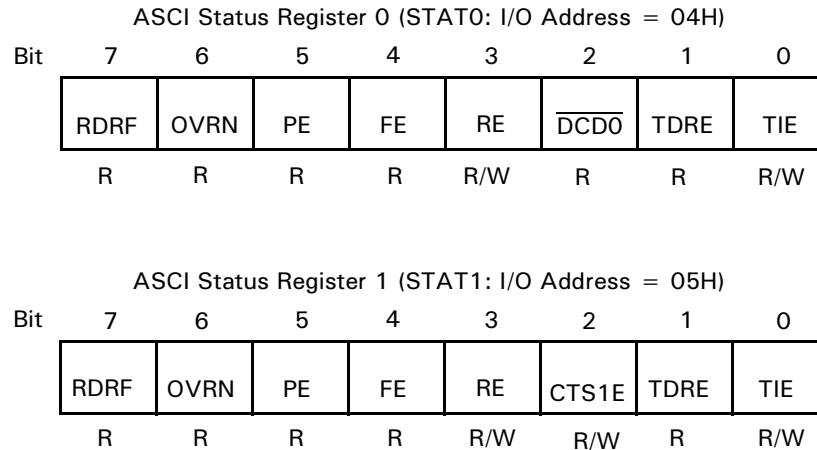 ASCI Status Register 0 (STAT0: I/O Address = 04H)
Bit 7 6 5 4 3 2 1 0
RDRF OVRN PE FE RE D̅C̅D̅0̅ TDRE TIE
R R R R R/W R R R/W
ASCI Status Register 1 (STAT1: I/O Address = 05H)
Bit 7 6 5 4 3 2 1 0
RDRF OVRN PE FE RE CTS1E TDRE TIE
R R R R R/W R/W R R/W